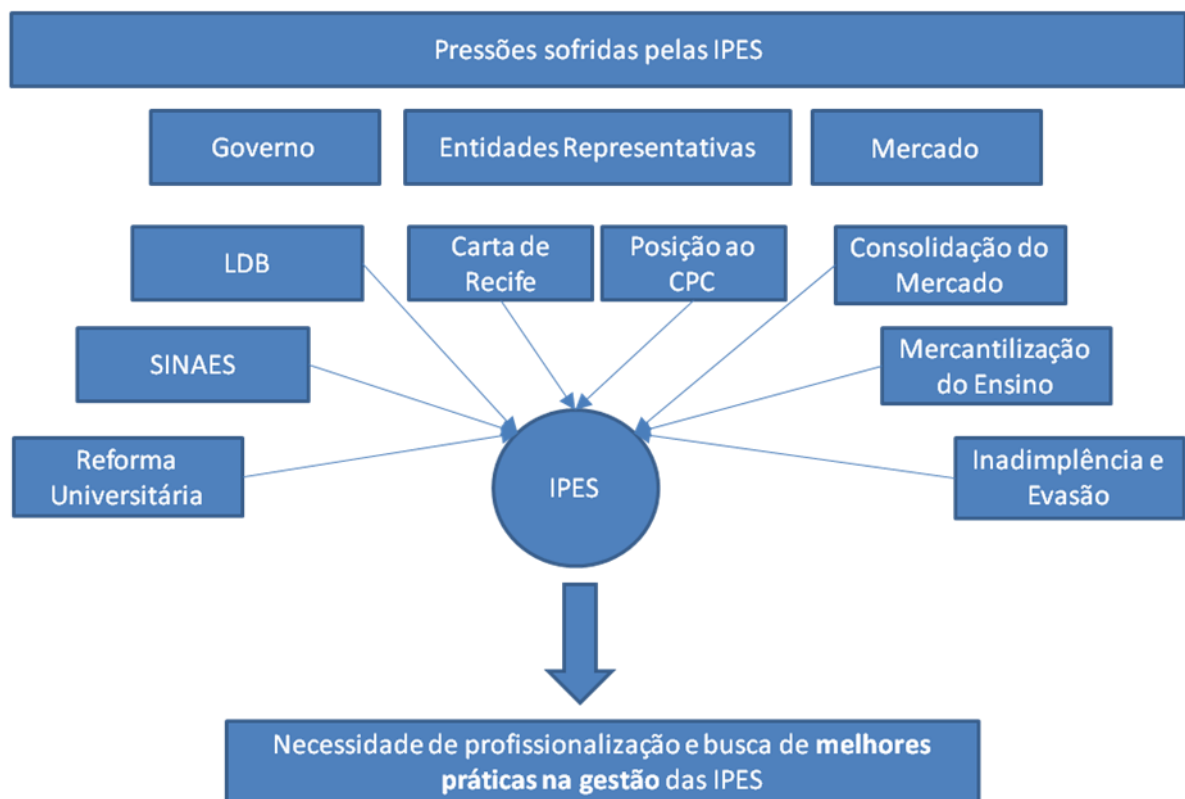 Pressões sofridas pelas IPES
Governo
Entidades Representativas
Mercado
LDB
Carta de
Recife
Posição ao
CPC
Consolidação do
Mercado
SINAES
Mercantilização
do Ensino
Reforma
Universitária
IPES
Inadimplência e
Evasão
Necessidade de profissionalização e busca de melhores
práticas na gestão das IPES